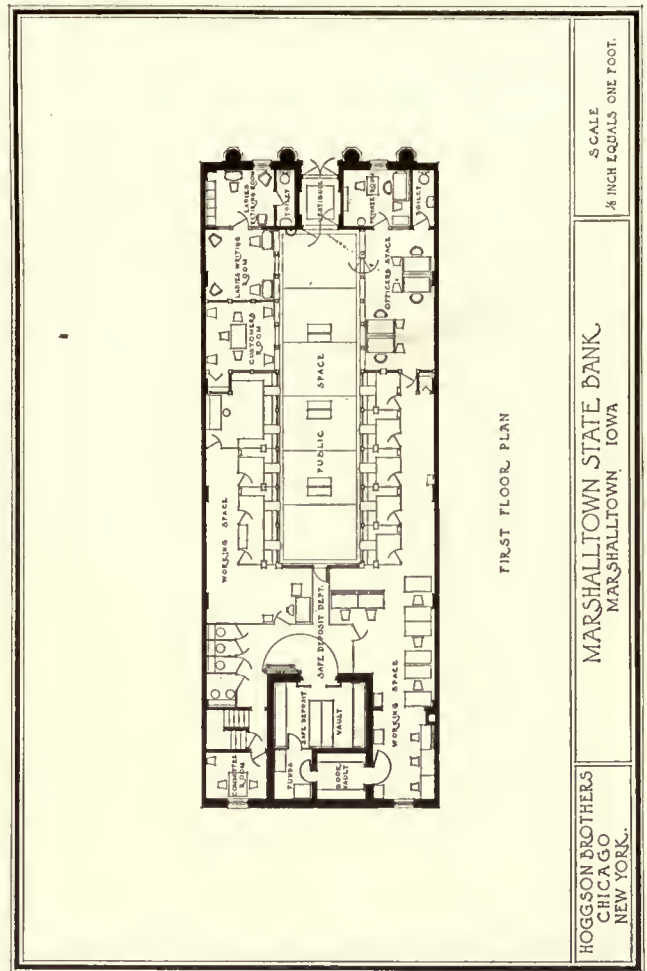 LADIES
RETIRING ROOM
TOILET
VESTIBULE
TOILET
LADIES WRITING
ROOM
OFFICERS SPACE
CUSTOMERS
ROOM
PUBLIC SPACE
WORKING SPACE
SAFE DEPOSIT DEPT.
SAFE DEPOSIT
VAULT
WORKING SPACE
COMMITTEE
ROOM
FUNDS
BOOK
VAULT
FIRST FLOOR PLAN
HOGGSON BROTHERS
CHICAGO
NEW YORK.
MARSHALLTOWN STATE BANK.
MARSHALLTOWN, IOWA
SCALE
⅛ INCH EQUALS ONE FOOT.